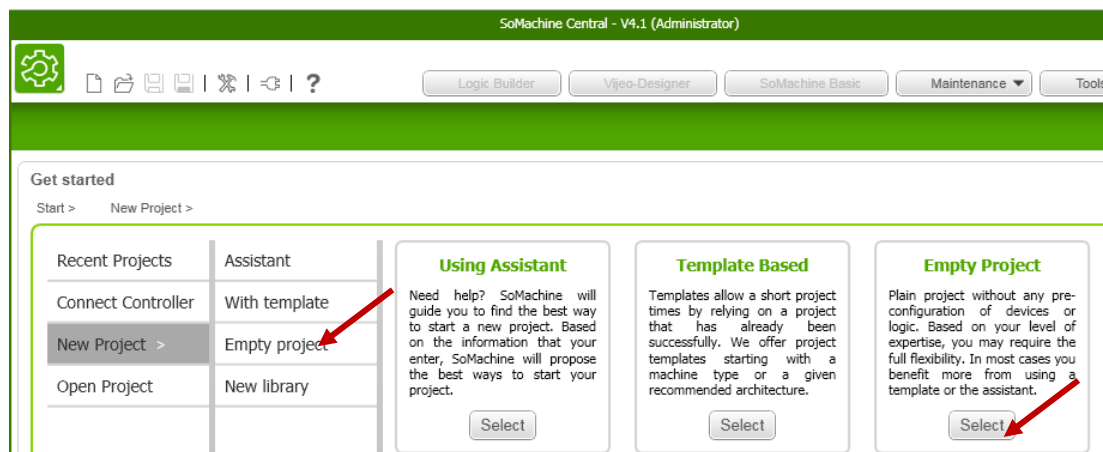 SoMachine Central - V4.1 (Administrator)
? Logic Builder Vijeo-Designer SoMachine Basic Maintenance Tools
Get started
Start > New Project >
Recent Projects
Connect Controller
New Project >
Open Project
Assistant
With template
Empty project
New library
Using Assistant
Need help? SoMachine will
guide you to find the best way
to start a new project. Based
on the information that your
enter, SoMachine will propose
the best ways to start your
project.
Select
Template Based
Templates allow a short project
times by relying on a project
that has already been
successfully. We offer project
templates starting with a
machine type or a given
recommended architecture.
Select
Empty Project
Plain project without any pre-
configuration of devices or
logic. Based on your level of
expertise, you may require the
full flexibility. In most cases you
benefit more from using a
template or the assistant.
Select